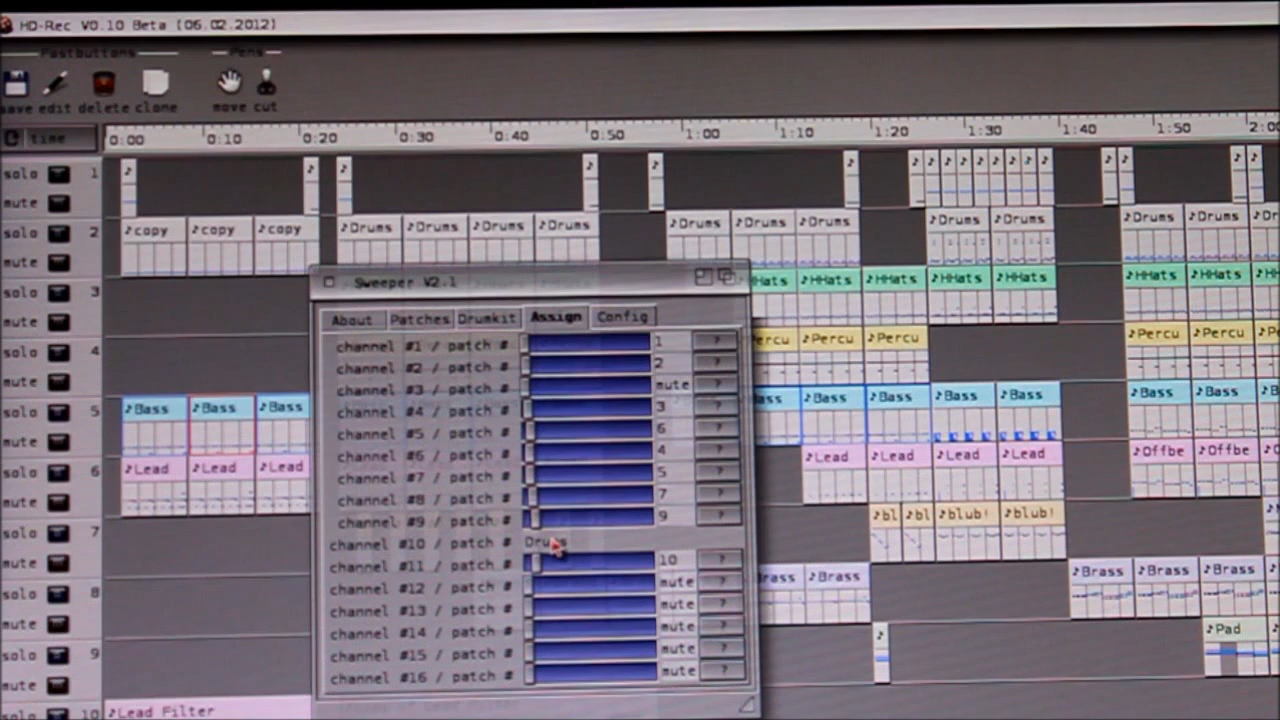 HD-Rec V0.10 Beta (06.02.2012)
Fastbuttons Pens
save edit delete clone move cut
time 0:00 0:10 0:20 0:30 0:40 0:50 1:00 1:10 1:20 1:30 1:40 1:50 2:00
solo 1
mute
solo 2 copy copy copy Drums Drums Drums Drums Drums Drums Drums Drums Drums Drums Drums
mute
solo 3 HHats HHats HHats HHats HHats HHats HHats
mute
solo 4 Percu Percu Percu Percu Percu
mute
solo 5 Bass Bass Bass Bass Bass Bass Bass Bass Bass Bass
mute
solo 6 Lead Lead Lead Lead Lead Lead Lead Offbe Offbe
mute
solo 7 bl bl blub! blub!
mute
solo 8 Brass Brass Brass Brass Brass
mute
solo 9 Pad
mute
solo 10 Lead Filter
Sweeper V2.1
About Patches Drumkit Assign Config
channel #1 / patch # 1 ?
channel #2 / patch # 2 ?
channel #3 / patch # mute ?
channel #4 / patch # 3 ?
channel #5 / patch # 6 ?
channel #6 / patch # 4 ?
channel #7 / patch # 5 ?
channel #8 / patch # 7 ?
channel #9 / patch # 9 ?
channel #10 / patch # Drums
channel #11 / patch # 10 ?
channel #12 / patch # mute ?
channel #13 / patch # mute ?
channel #14 / patch # mute ?
channel #15 / patch # mute ?
channel #16 / patch # mute ?